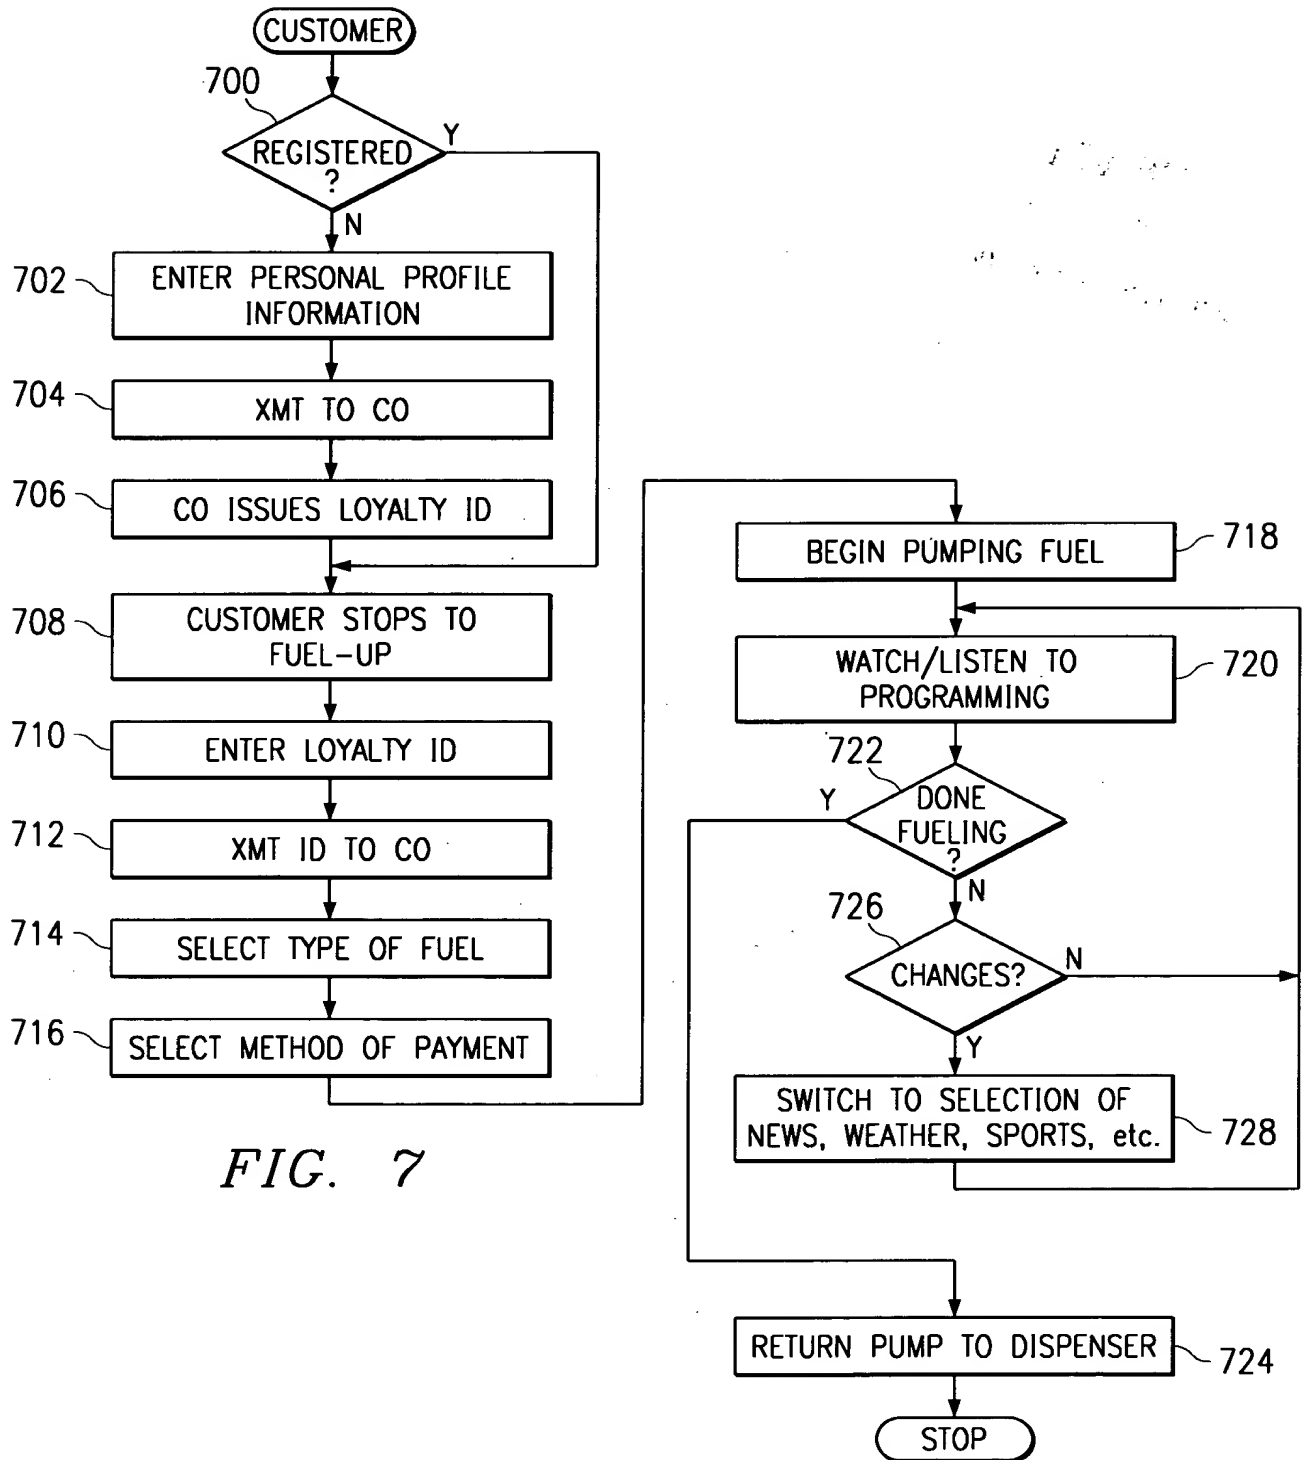 CUSTOMER
700
REGISTERED
?
Y
N
702
ENTER PERSONAL PROFILE
INFORMATION
704
XMT TO CO
706
CO ISSUES LOYALTY ID
708
CUSTOMER STOPS TO
FUEL-UP
710
ENTER LOYALTY ID
712
XMT ID TO CO
714
SELECT TYPE OF FUEL
716
SELECT METHOD OF PAYMENT
FIG. 7
BEGIN PUMPING FUEL
718
WATCH/LISTEN TO
PROGRAMMING
720
722
Y
DONE
FUELING
?
N
726
CHANGES?
N
Y
SWITCH TO SELECTION OF
NEWS, WEATHER, SPORTS, etc.
728
RETURN PUMP TO DISPENSER
724
STOP